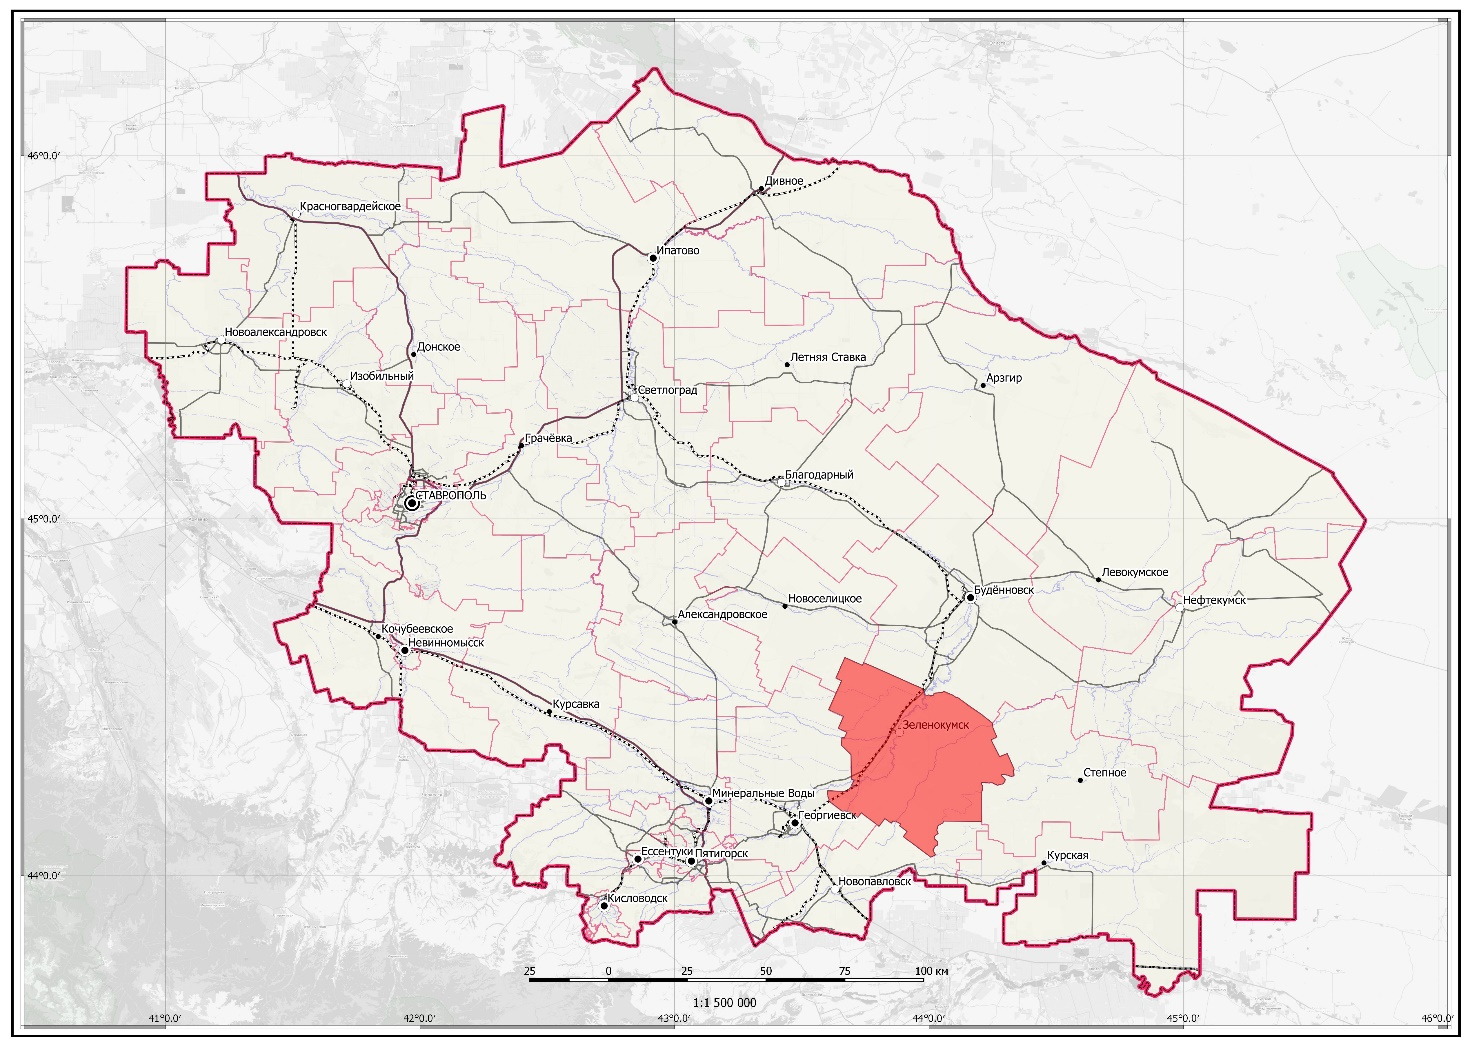 46°0.0′
Дивное
Красногвардейское
Ипатово
Новоалександровск
Донское
Летняя Ставка
Изобильный
Арзгир
Светлоград
Грачёвка
Благодарный
СТАВРОПОЛЬ
45°0.0′
Левокумское
Будённовск
Новоселицкое
Нефтекумск
Александровское
Кочубеевское
Невинномысск
Курсавка
Зеленокумск
Степное
Минеральные Воды
Георгиевск
Ессентуки
Пятигорск
Курская
44°0.0′
Новопавловск
Кисловодск
25 0 25 50 75 100 км
1:1 500 000
41°0.0′ 42°0.0′ 43°0.0′ 44°0.0′ 45°0.0′ 46°0.0′